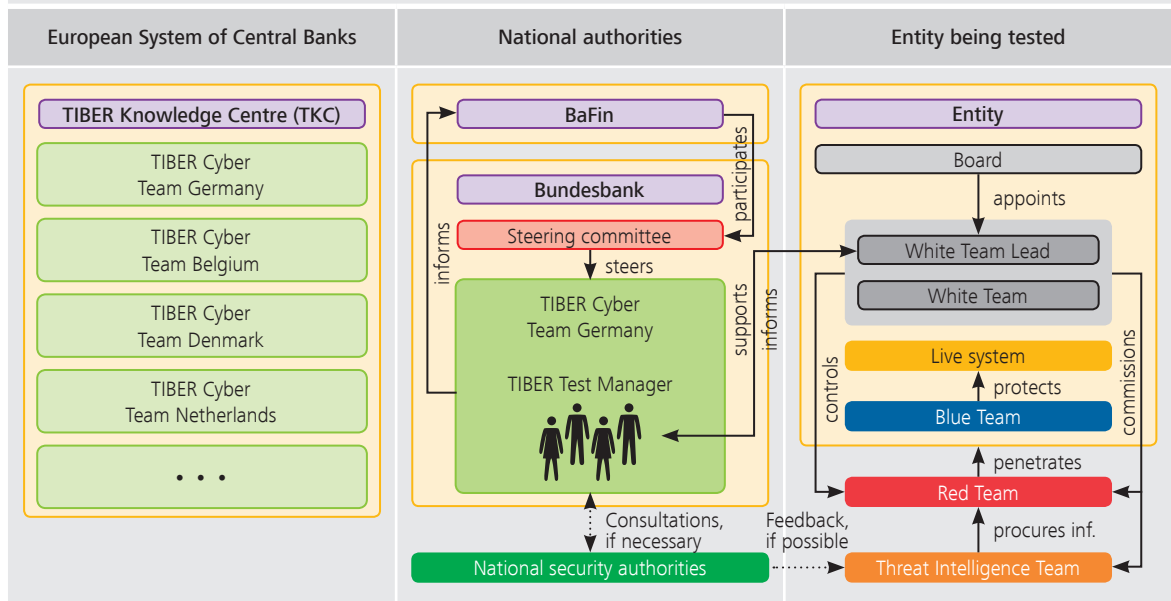 European System of Central Banks
National authorities
Entity being tested
TIBER Knowledge Centre (TKC)
TIBER Cyber
Team Germany
TIBER Cyber
Team Belgium
TIBER Cyber
Team Denmark
TIBER Cyber
Team Netherlands
• • •
BaFin
participates
Bundesbank
Steering committee
steers
informs
TIBER Cyber
Team Germany
TIBER Test Manager
supports
informs
Consultations,
if necessary
National security authorities
Feedback,
if possible
Entity
Board
appoints
White Team Lead
White Team
Live system
protects
Blue Team
controls
commissions
penetrates
Red Team
procures inf.
Threat Intelligence Team